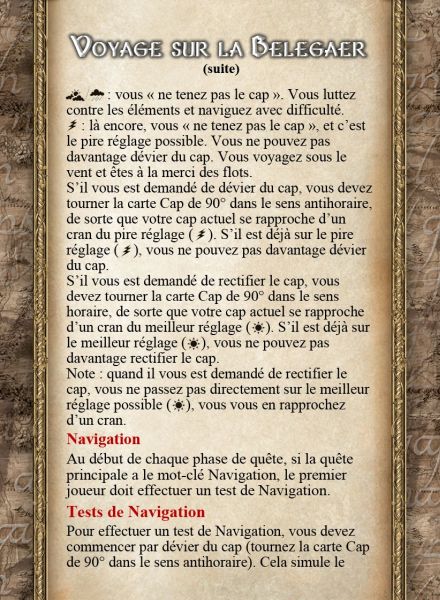 Voyage sur la Belegaer
(suite)
: vous « ne tenez pas le cap ». Vous luttez
contre les éléments et naviguez avec difficulté.
: là encore, vous « ne tenez pas le cap », et c’est
le pire réglage possible. Vous ne pouvez pas
davantage dévier du cap. Vous voyagez sous le
vent et êtes à la merci des flots.
S’il vous est demandé de dévier du cap, vous devez
tourner la carte Cap de 90° dans le sens antihoraire,
de sorte que votre cap actuel se rapproche d’un
cran du pire réglage ( ). S’il est déjà sur le pire
réglage ( ), vous ne pouvez pas davantage dévier
du cap.
S’il vous est demandé de rectifier le cap, vous
devez tourner la carte Cap de 90° dans le sens
horaire, de sorte que votre cap actuel se rapproche
d’un cran du meilleur réglage (☀). S’il est déjà sur
le meilleur réglage (☀), vous ne pouvez pas
davantage rectifier le cap.
Note : quand il vous est demandé de rectifier le
cap, vous ne passez pas directement sur le meilleur
réglage possible (☀), vous vous en rapprochez
d’un cran.
Navigation
Au début de chaque phase de quête, si la quête
principale a le mot-clé Navigation, le premier
joueur doit effectuer un test de Navigation.
Tests de Navigation
Pour effectuer un test de Navigation, vous devez
commencer par dévier du cap (tournez la carte Cap
de 90° dans le sens antihoraire). Cela simule le